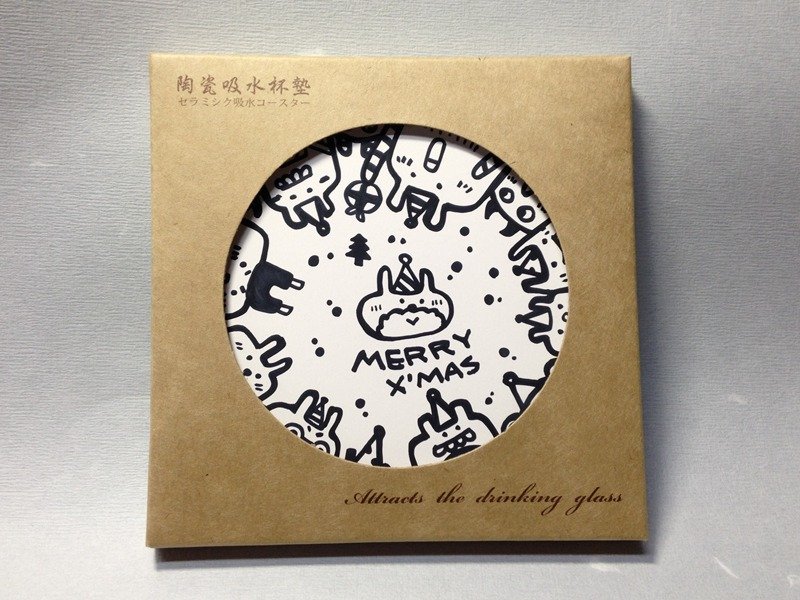 陶瓷吸水杯墊
セラミシク吸水コースター
MERRY
X'MAS
Attracts the drinking glass